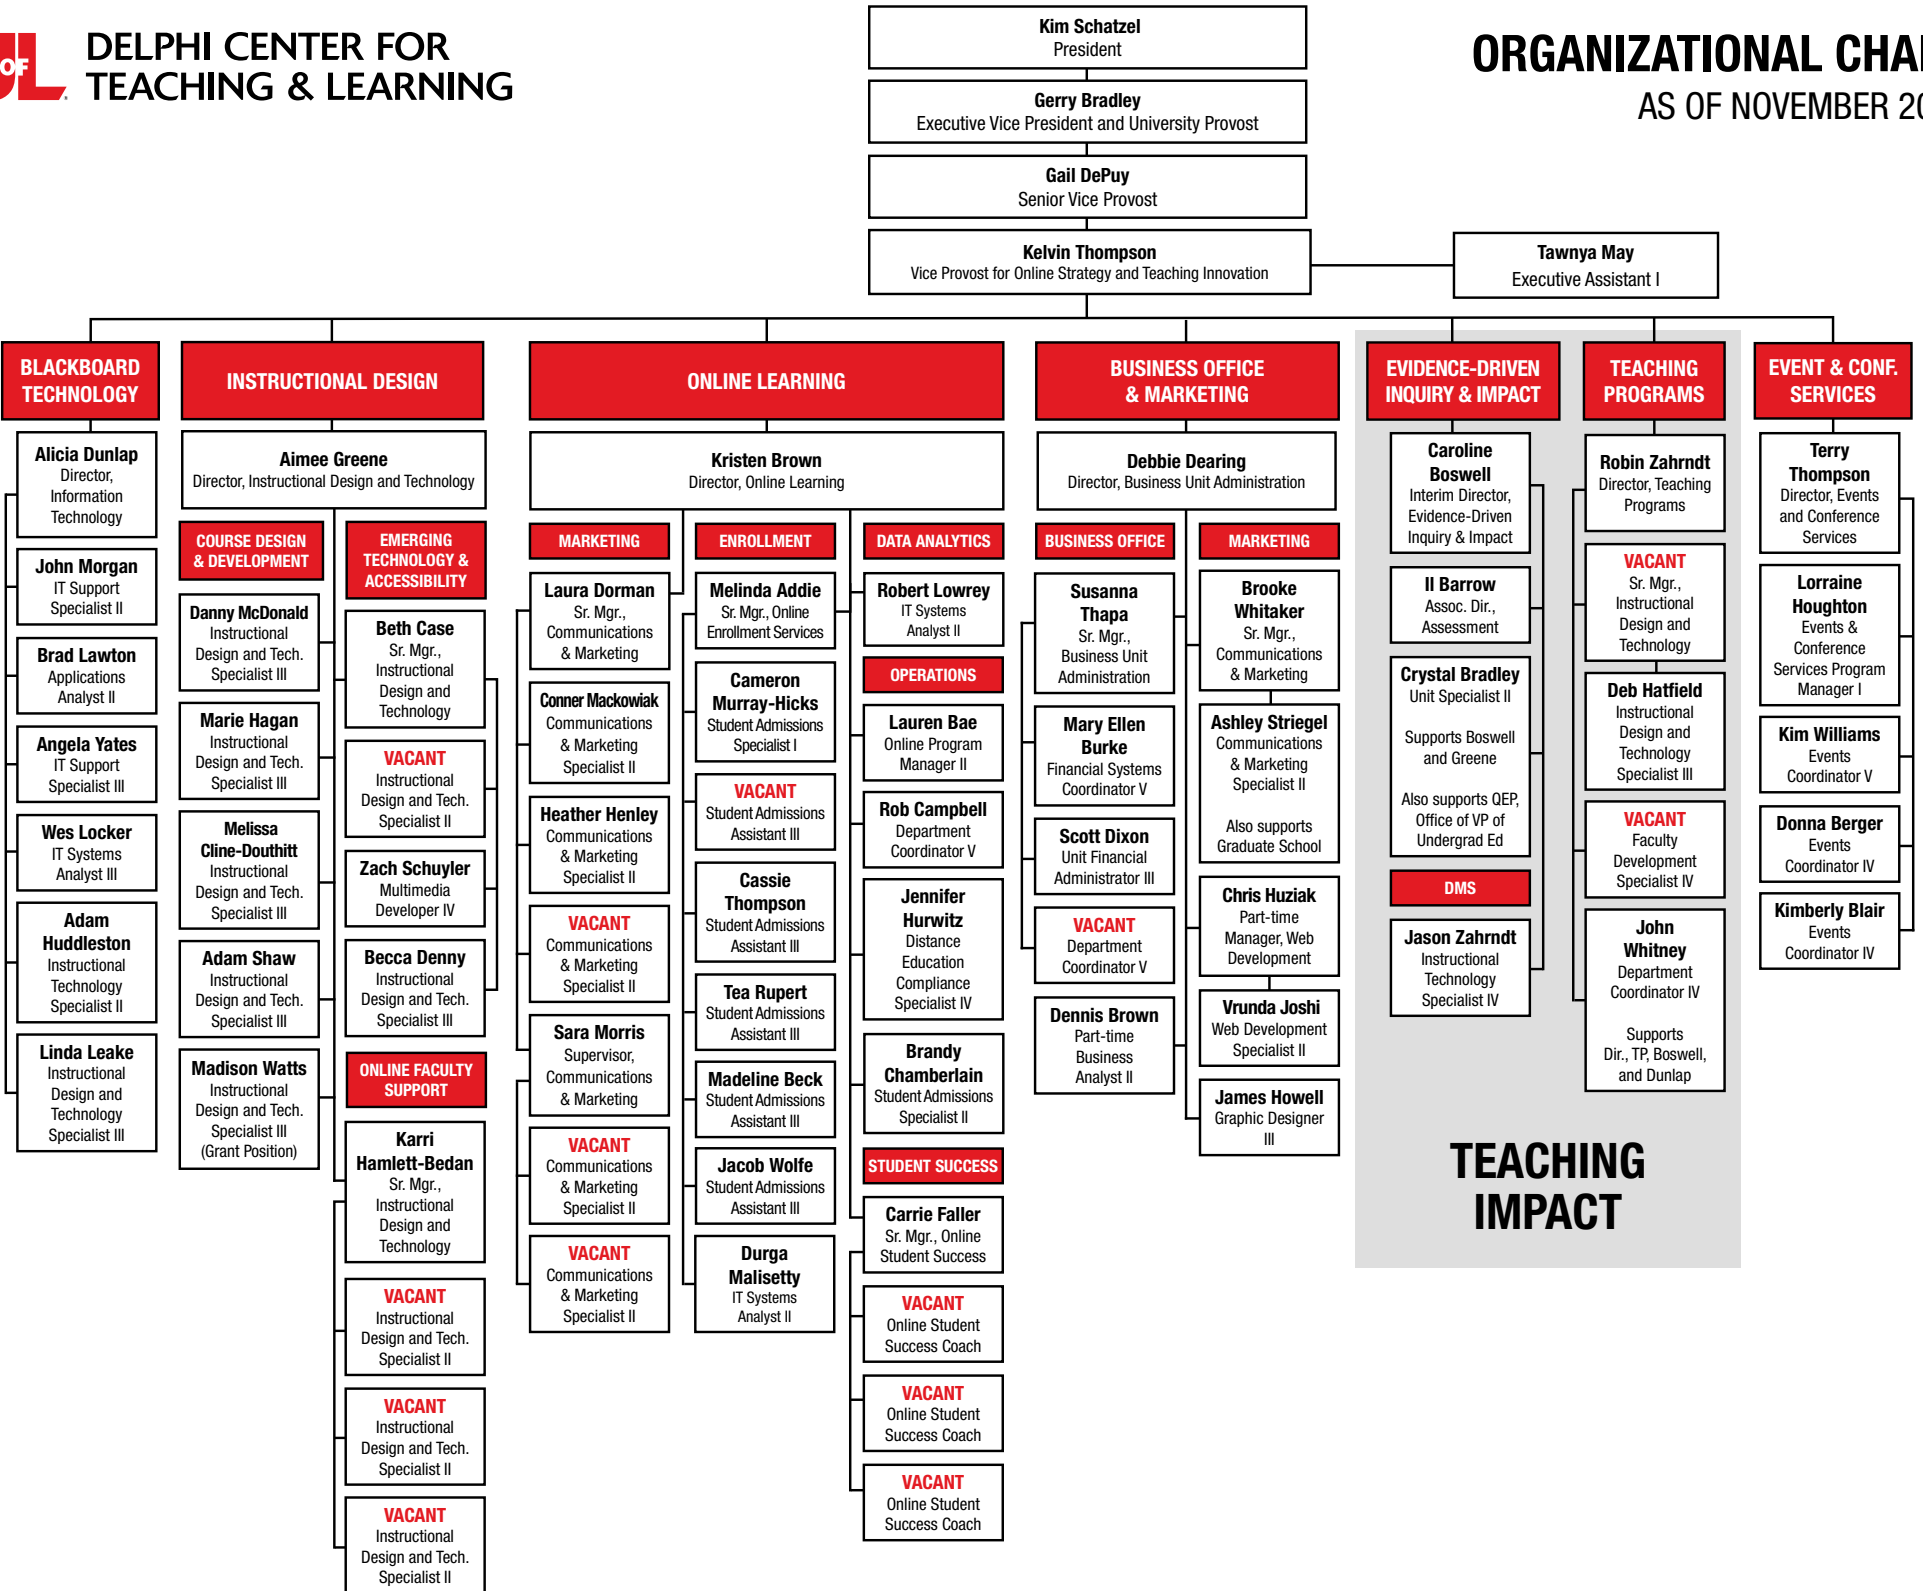 OF
UL
DELPHI CENTER FOR
TEACHING & LEARNING
ORGANIZATIONAL
AS OF NOVEMBER
Kim Schatzel
President
Gerry Bradley
Executive Vice President and University Provost
Gail DePuy
Senior Vice Provost
Kelvin Thompson
Vice Provost for Online Strategy and Teaching Innovation
Tawnya May
Executive Assistant I
BLACKBOARD
TECHNOLOGY
Alicia Dunlap
Director,
Information
Technology
John Morgan
IT Support
Specialist II
Brad Lawton
Applications
Analyst II
Angela Yates
IT Support
Specialist III
Wes Locker
IT Systems
Analyst III
Adam
Huddleston
Instructional
Technology
Specialist II
Linda Leake
Instructional
Design and
Technology
Specialist III
INSTRUCTIONAL DESIGN
Aimee Greene
Director, Instructional Design and Technology
COURSE DESIGN
& DEVELOPMENT
Danny McDonald
Instructional
Design and Tech.
Specialist III
Marie Hagan
Instructional
Design and Tech.
Specialist III
Melissa
Cline-Douthitt
Instructional
Design and Tech.
Specialist III
Adam Shaw
Instructional
Design and Tech.
Specialist III
Madison Watts
Instructional
Design and Tech.
Specialist III
(Grant Position)
EMERGING
TECHNOLOGY &
ACCESSIBILITY
Beth Case
Sr. Mgr.,
Instructional
Design and
Technology
VACANT
Instructional
Design and Tech.
Specialist II
Zach Schuyler
Multimedia
Developer IV
Becca Denny
Instructional
Design and Tech.
Specialist III
ONLINE FACULTY
SUPPORT
Karri
Hamlett-Bedan
Sr. Mgr.,
Instructional
Design and
Technology
VACANT
Instructional
Design and Tech.
Specialist II
VACANT
Instructional
Design and Tech.
Specialist II
VACANT
Instructional
Design and Tech.
Specialist II
ONLINE LEARNING
Kristen Brown
Director, Online Learning
MARKETING
Laura Dorman
Sr. Mgr.,
Communications
& Marketing
Conner Mackowiak
Communications
& Marketing
Specialist II
Heather Henley
Communications
& Marketing
Specialist II
VACANT
Communications
& Marketing
Specialist II
Sara Morris
Supervisor,
Communications
& Marketing
VACANT
Communications
& Marketing
Specialist II
VACANT
Communications
& Marketing
Specialist II
ENROLLMENT
Melinda Addie
Sr. Mgr., Online
Enrollment Services
Cameron
Murray-Hicks
Student Admissions
Specialist I
VACANT
Student Admissions
Assistant III
Cassie
Thompson
Student Admissions
Assistant III
Tea Rupert
Student Admissions
Assistant III
Madeline Beck
Student Admissions
Assistant III
Jacob Wolfe
Student Admissions
Assistant III
Durga
Malisetty
IT Systems
Analyst II
DATA ANALYTICS
Robert Lowrey
IT Systems
Analyst II
OPERATIONS
Lauren Bae
Online Program
Manager II
Rob Campbell
Department
Coordinator V
Jennifer
Hurwitz
Distance
Education
Compliance
Specialist IV
Brandy
Chamberlain
Student Admissions
Specialist II
STUDENT SUCCESS
Carrie Faller
Sr. Mgr., Online
Student Success
VACANT
Online Student
Success Coach
VACANT
Online Student
Success Coach
VACANT
Online Student
Success Coach
BUSINESS OFFICE
& MARKETING
Debbie Dearing
Director, Business Unit Administration
BUSINESS OFFICE
Susanna
Thapa
Sr. Mgr.,
Business Unit
Administration
Mary Ellen
Burke
Financial Systems
Coordinator V
Scott Dixon
Unit Financial
Administrator III
VACANT
Department
Coordinator V
Dennis Brown
Part-time
Business
Analyst II
MARKETING
Brooke
Whitaker
Sr. Mgr.,
Communications
& Marketing
Ashley Striegel
Communications
& Marketing
Specialist II
Also supports
Graduate School
Chris Huziak
Part-time
Manager, Web
Development
Vrunda Joshi
Web Development
Specialist II
James Howell
Graphic Designer
III
EVIDENCE-DRIVEN
INQUIRY & IMPACT
Caroline
Boswell
Interim Director,
Evidence-Driven
Inquiry & Impact
Il Barrow
Assoc. Dir.,
Assessment
Crystal Bradley
Unit Specialist II
Supports Boswell
and Greene
Also supports QEP,
Office of VP of
Undergrad Ed
DMS
Jason Zahrndt
Instructional
Technology
Specialist IV
TEACHING
PROGRAMS
Robin Zahrndt
Director, Teaching
Programs
VACANT
Sr. Mgr.,
Instructional
Design and
Technology
Deb Hatfield
Instructional
Design and
Technology
Specialist III
VACANT
Faculty
Development
Specialist IV
John
Whitney
Department
Coordinator IV
Supports
Dir., TP, Boswell,
and Dunlap
TEACHING
IMPACT
EVENT & CONF.
SERVICES
Terry
Thompson
Director, Events
and Conference
Services
Lorraine
Houghton
Events &
Conference
Services Program
Manager I
Kim Williams
Events
Coordinator V
Donna Berger
Events
Coordinator IV
Kimberly Blair
Events
Coordinator IV